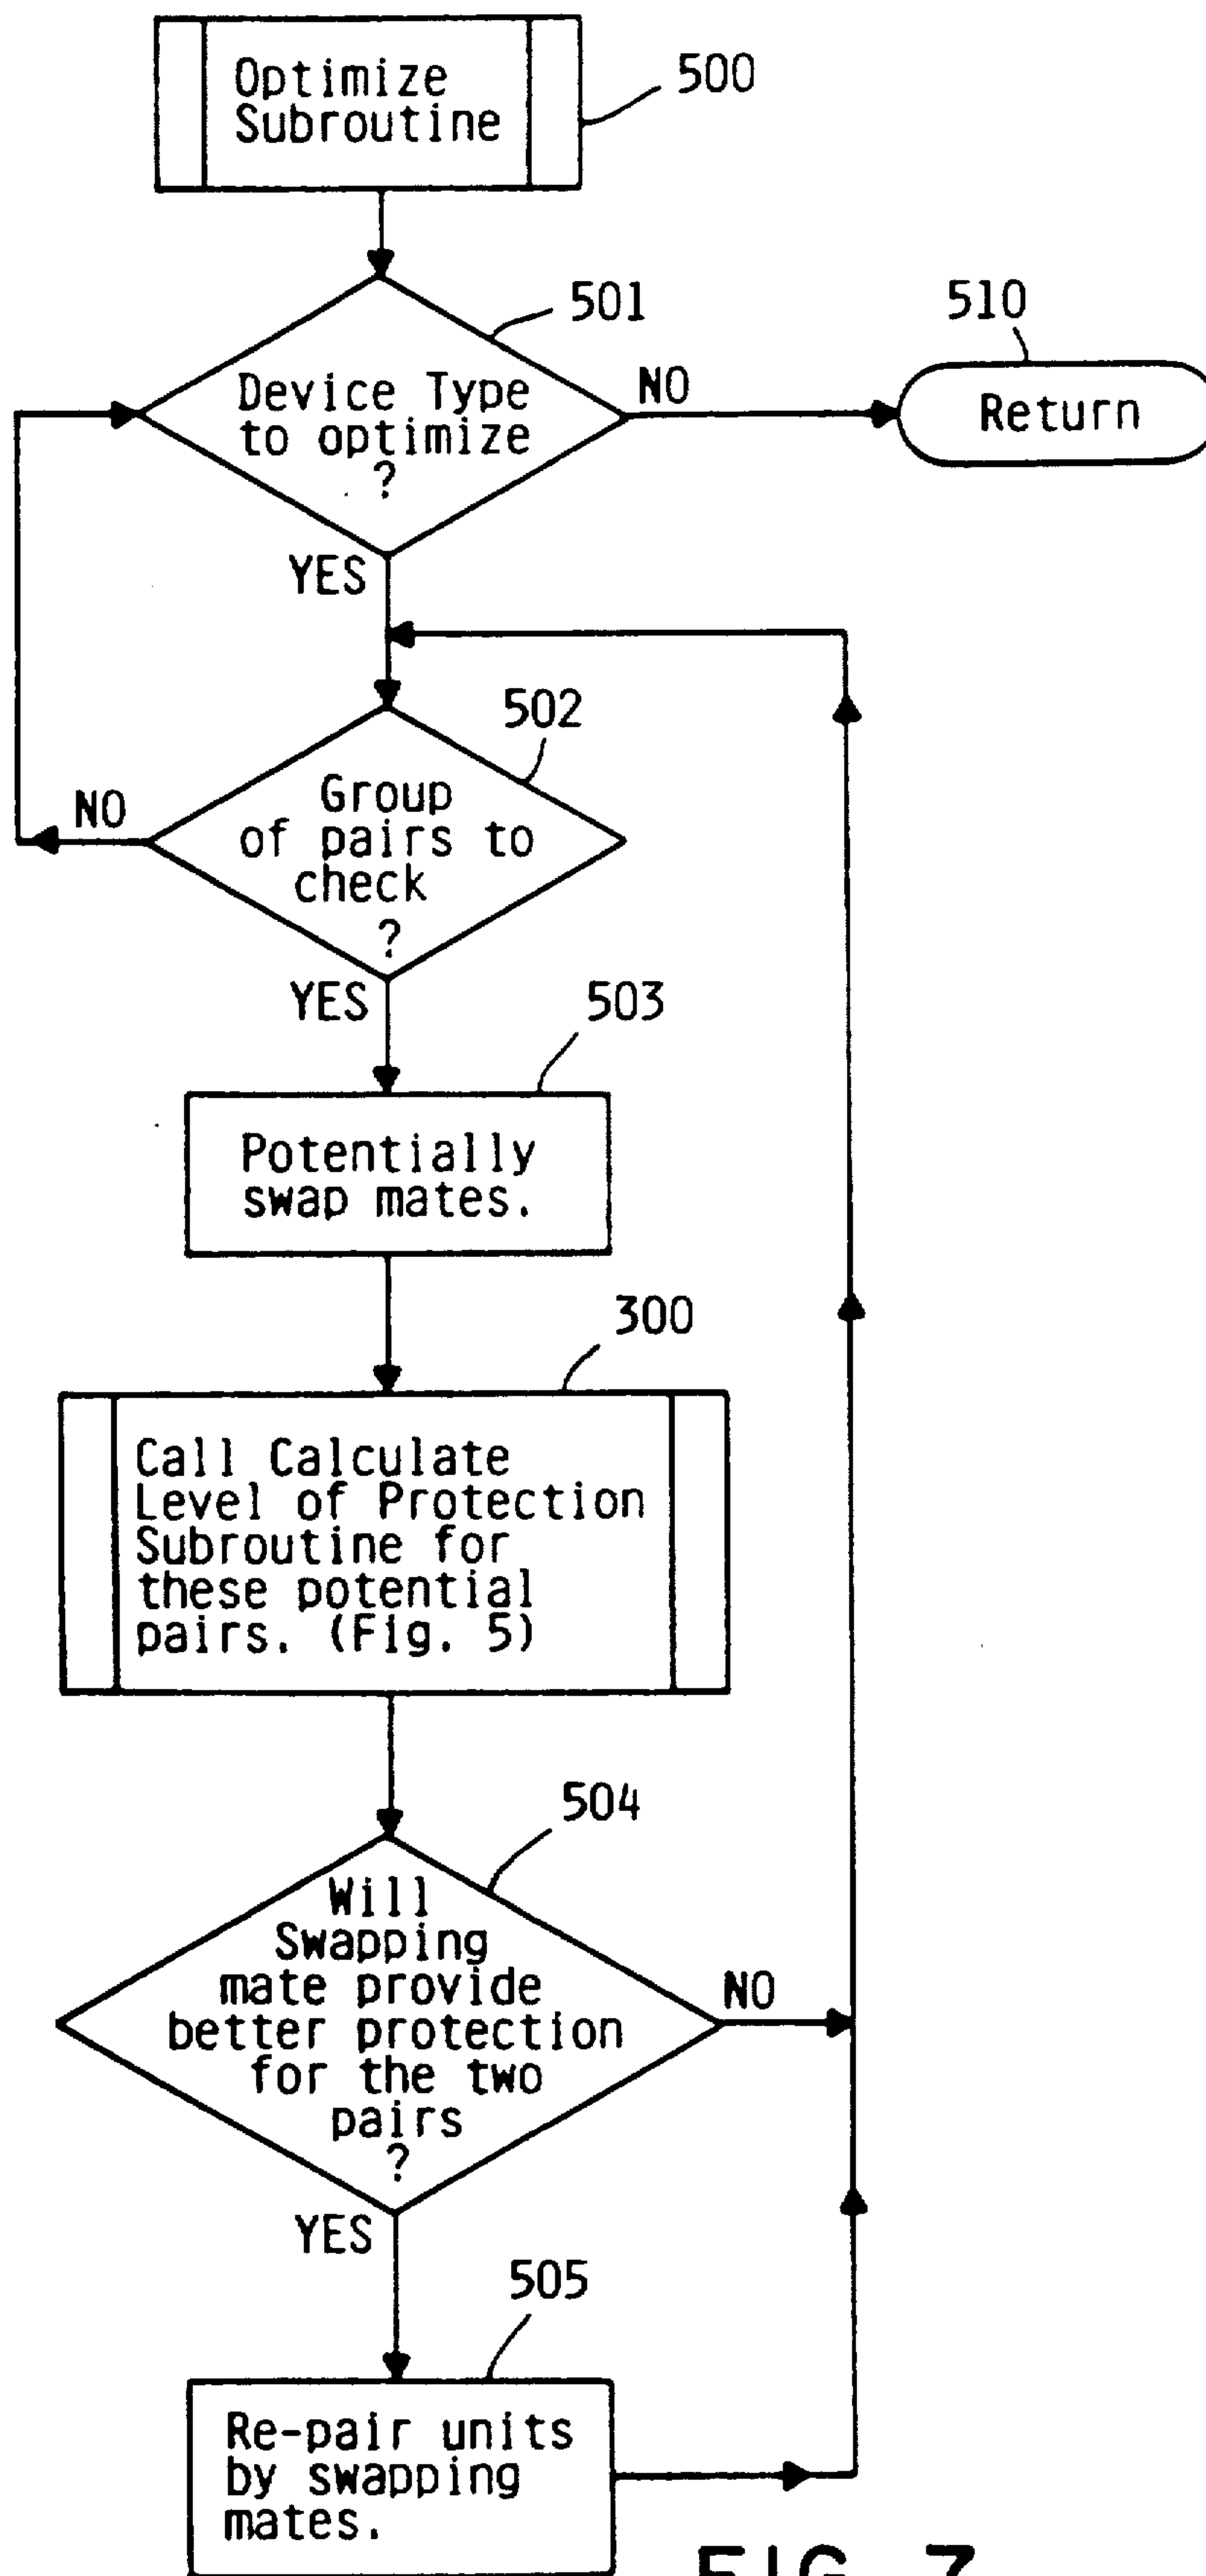 Optimize
Subroutine
500
501
Device Type
to optimize
?
NO
510
Return
YES
502
Group
of pairs to
check
?
NO
YES
503
Potentially
swap mates.
300
Call Calculate
Level of Protection
Subroutine for
these potential
pairs. (Fig. 5)
504
Will
Swapping
mate provide
better protection
for the two
pairs
?
NO
YES
505
Re-pair units
by swapping
mates.
FIG. 7